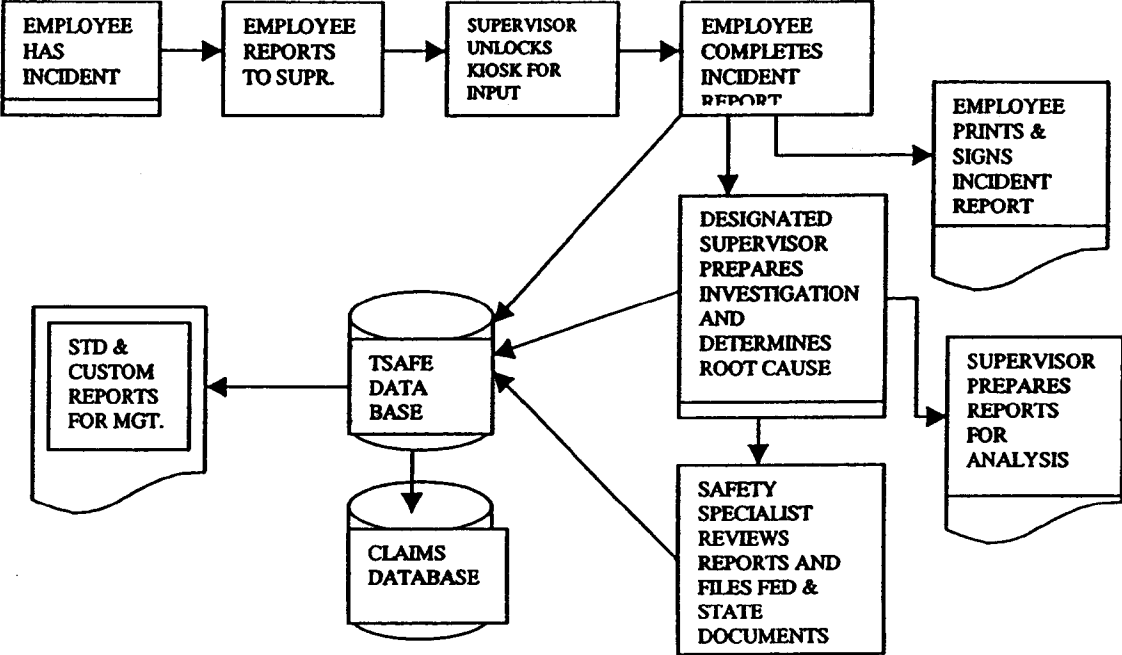 EMPLOYEE
HAS
INCIDENT
EMPLOYEE
REPORTS
TO SUPR.
SUPERVISOR
UNLOCKS
KIOSK FOR
INPUT
EMPLOYEE
COMPLETES
INCIDENT
REPORT
EMPLOYEE
PRINTS &
SIGNS
INCIDENT
REPORT
DESIGNATED
SUPERVISOR
PREPARES
INVESTIGATION
AND
DETERMINES
ROOT CAUSE
SUPERVISOR
PREPARES
REPORTS
FOR
ANALYSIS
STD &
CUSTOM
REPORTS
FOR MGT.
TSAFE
DATA
BASE
CLAIMS
DATABASE
SAFETY
SPECIALIST
REVIEWS
REPORTS AND
FILES FED &
STATE
DOCUMENTS